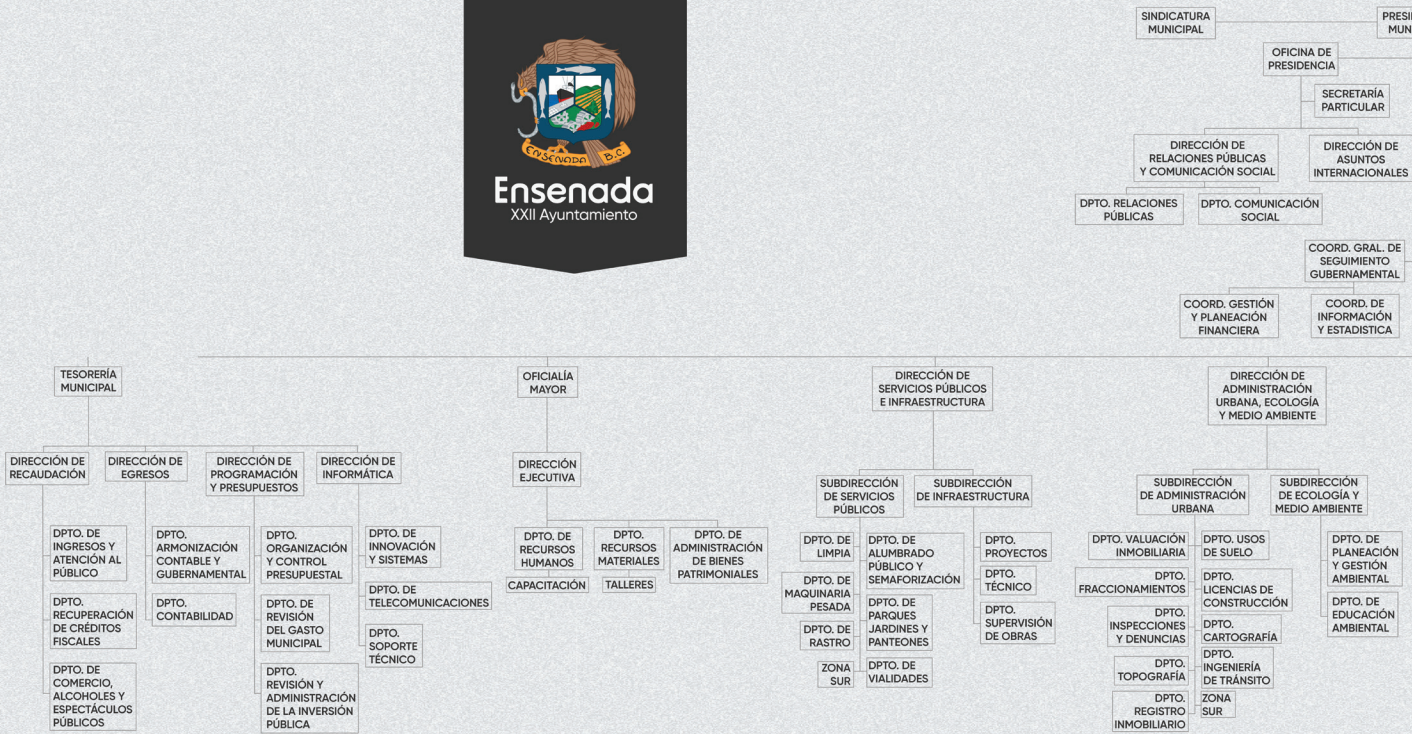 SINDICATURA
MUNICIPAL
OFICINA DE
PRESIDENCIA
SECRETARÍA
PARTICULAR
DIRECCIÓN DE
RELACIONES PÚBLICAS
Y COMUNICACIÓN SOCIAL
DIRECCIÓN DE
ASUNTOS
INTERNACIONALES
DPTO. RELACIONES
PÚBLICAS
DPTO. COMUNICACIÓN
SOCIAL
ENSENADA B.C.
Ensenada
XXII Ayuntamiento
COORD. GRAL. DE
SEGUIMIENTO
GUBERNAMENTAL
COORD. GESTIÓN
Y PLANEACIÓN
FINANCIERA
COORD. DE
INFORMACIÓN
Y ESTADISTICA
TESORERÍA
MUNICIPAL
DIRECCIÓN DE
RECAUDACIÓN
DPTO. DE
INGRESOS Y
ATENCIÓN AL
PÚBLICO
DPTO.
RECUPERACIÓN
DE CRÉDITOS
FISCALES
DPTO. DE
COMERCIO,
ALCOHOLES Y
ESPECTÁCULOS
PÚBLICOS
DIRECCIÓN DE
EGRESOS
DPTO.
ARMONIZACIÓN
CONTABLE Y
GUBERNAMENTAL
DPTO.
CONTABILIDAD
DIRECCIÓN DE
PROGRAMACIÓN
Y PRESUPUESTOS
DPTO.
ORGANIZACIÓN
Y CONTROL
PRESUPUESTAL
DPTO. DE
REVISIÓN
DEL GASTO
MUNICIPAL
DPTO.
REVISIÓN Y
ADMINISTRACIÓN
DE LA INVERSIÓN
PÚBLICA
DIRECCIÓN DE
INFORMÁTICA
DPTO. DE
INNOVACIÓN
Y SISTEMAS
DPTO. DE
TELECOMUNICACIONES
DPTO.
SOPORTE
TÉCNICO
OFICIALÍA
MAYOR
DIRECCIÓN
EJECUTIVA
DPTO. DE
RECURSOS
HUMANOS
CAPACITACIÓN
DPTO.
RECURSOS
MATERIALES
TALLERES
DPTO. DE
ADMINISTRACIÓN
DE BIENES
PATRIMONIALES
DIRECCIÓN DE
SERVICIOS PÚBLICOS
E INFRAESTRUCTURA
SUBDIRECCIÓN
DE SERVICIOS
PÚBLICOS
DPTO. DE
LIMPIA
DPTO. DE
MAQUINARIA
PESADA
DPTO. DE
RASTRO
ZONA
SUR
DPTO. DE
ALUMBRADO
PÚBLICO Y
SEMAFORIZACIÓN
DPTO. DE
PARQUES
JARDINES Y
PANTEONES
DPTO. DE
VIALIDADES
SUBDIRECCIÓN
DE INFRAESTRUCTURA
DPTO.
PROYECTOS
DPTO.
TÉCNICO
DPTO.
SUPERVISIÓN
DE OBRAS
DIRECCIÓN DE
ADMINISTRACIÓN
URBANA, ECOLOGÍA
Y MEDIO AMBIENTE
SUBDIRECCIÓN
DE ADMINISTRACIÓN
URBANA
DPTO. VALUACIÓN
INMOBILIARIA
DPTO.
FRACCIONAMIENTOS
DPTO.
INSPECCIONES
Y DENUNCIAS
DPTO.
TOPOGRAFÍA
DPTO.
REGISTRO
INMOBILIARIO
DPTO. USOS
DE SUELO
DPTO.
LICENCIAS DE
CONSTRUCCIÓN
DPTO.
CARTOGRAFÍA
DPTO.
INGENIERÍA
DE TRÁNSITO
ZONA
SUR
SUBDIRECCIÓN
DE ECOLOGÍA Y
MEDIO AMBIENTE
DPTO. DE
PLANEACIÓN
Y GESTIÓN
AMBIENTAL
DPTO. DE
EDUCACIÓN
AMBIENTAL